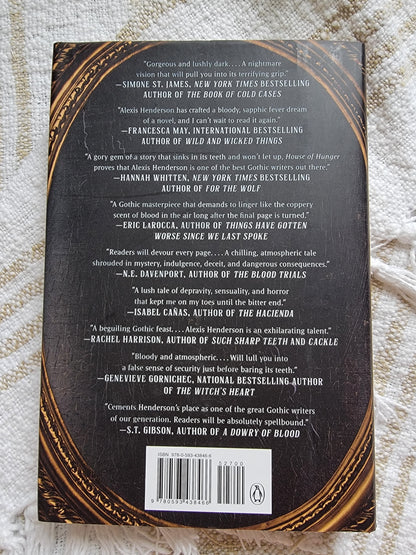 "Gorgeous and lushly dark. . . . A nightmare
vision that will pull you into its terrifying grip."
—SIMONE ST. JAMES, NEW YORK TIMES BESTSELLING
AUTHOR OF THE BOOK OF COLD CASES
"Alexis Henderson has crafted a bloody, sapphic fever dream
of a novel, and I can't wait to read it again."
—FRANCESCA MAY, INTERNATIONAL BESTSELLING
AUTHOR OF WILD AND WICKED THINGS
"A gory gem of a story that sinks in its teeth and won't let up, House of Hunger
proves that Alexis Henderson is one of the best Gothic writers out there."
—HANNAH WHITTEN, NEW YORK TIMES BESTSELLING
AUTHOR OF FOR THE WOLF
"A Gothic masterpiece that demands to linger like the coppery
scent of blood in the air long after the final page is turned."
—ERIC LaROCCA, AUTHOR OF THINGS HAVE GOTTEN
WORSE SINCE WE LAST SPOKE
"Readers will devour every page. . . . A chilling, atmospheric tale
shrouded in mystery, indulgence, deceit, and dangerous consequences."
—N.E. DAVENPORT, AUTHOR OF THE BLOOD TRIALS
"A lush tale of depravity, sensuality, and horror
that kept me on my toes until the bitter end."
—ISABEL CAÑAS, AUTHOR OF THE HACIENDA
"A beguiling Gothic feast. . . . Alexis Henderson is an exhilarating talent."
—RACHEL HARRISON, AUTHOR OF SUCH SHARP TEETH AND CACKLE
"Bloody and atmospheric. . . . Will lull you into
a false sense of security just before baring its teeth."
—GENEVIEVE GORNICHEC, NATIONAL BESTSELLING AUTHOR
OF THE WITCH'S HEART
"Cements Henderson's place as one of the great Gothic writers
of our generation. Readers will be absolutely spellbound."
—S.T. GIBSON, AUTHOR OF A DOWRY OF BLOOD
ISBN 978-0-593-43846-6
52700
9 780593 438466